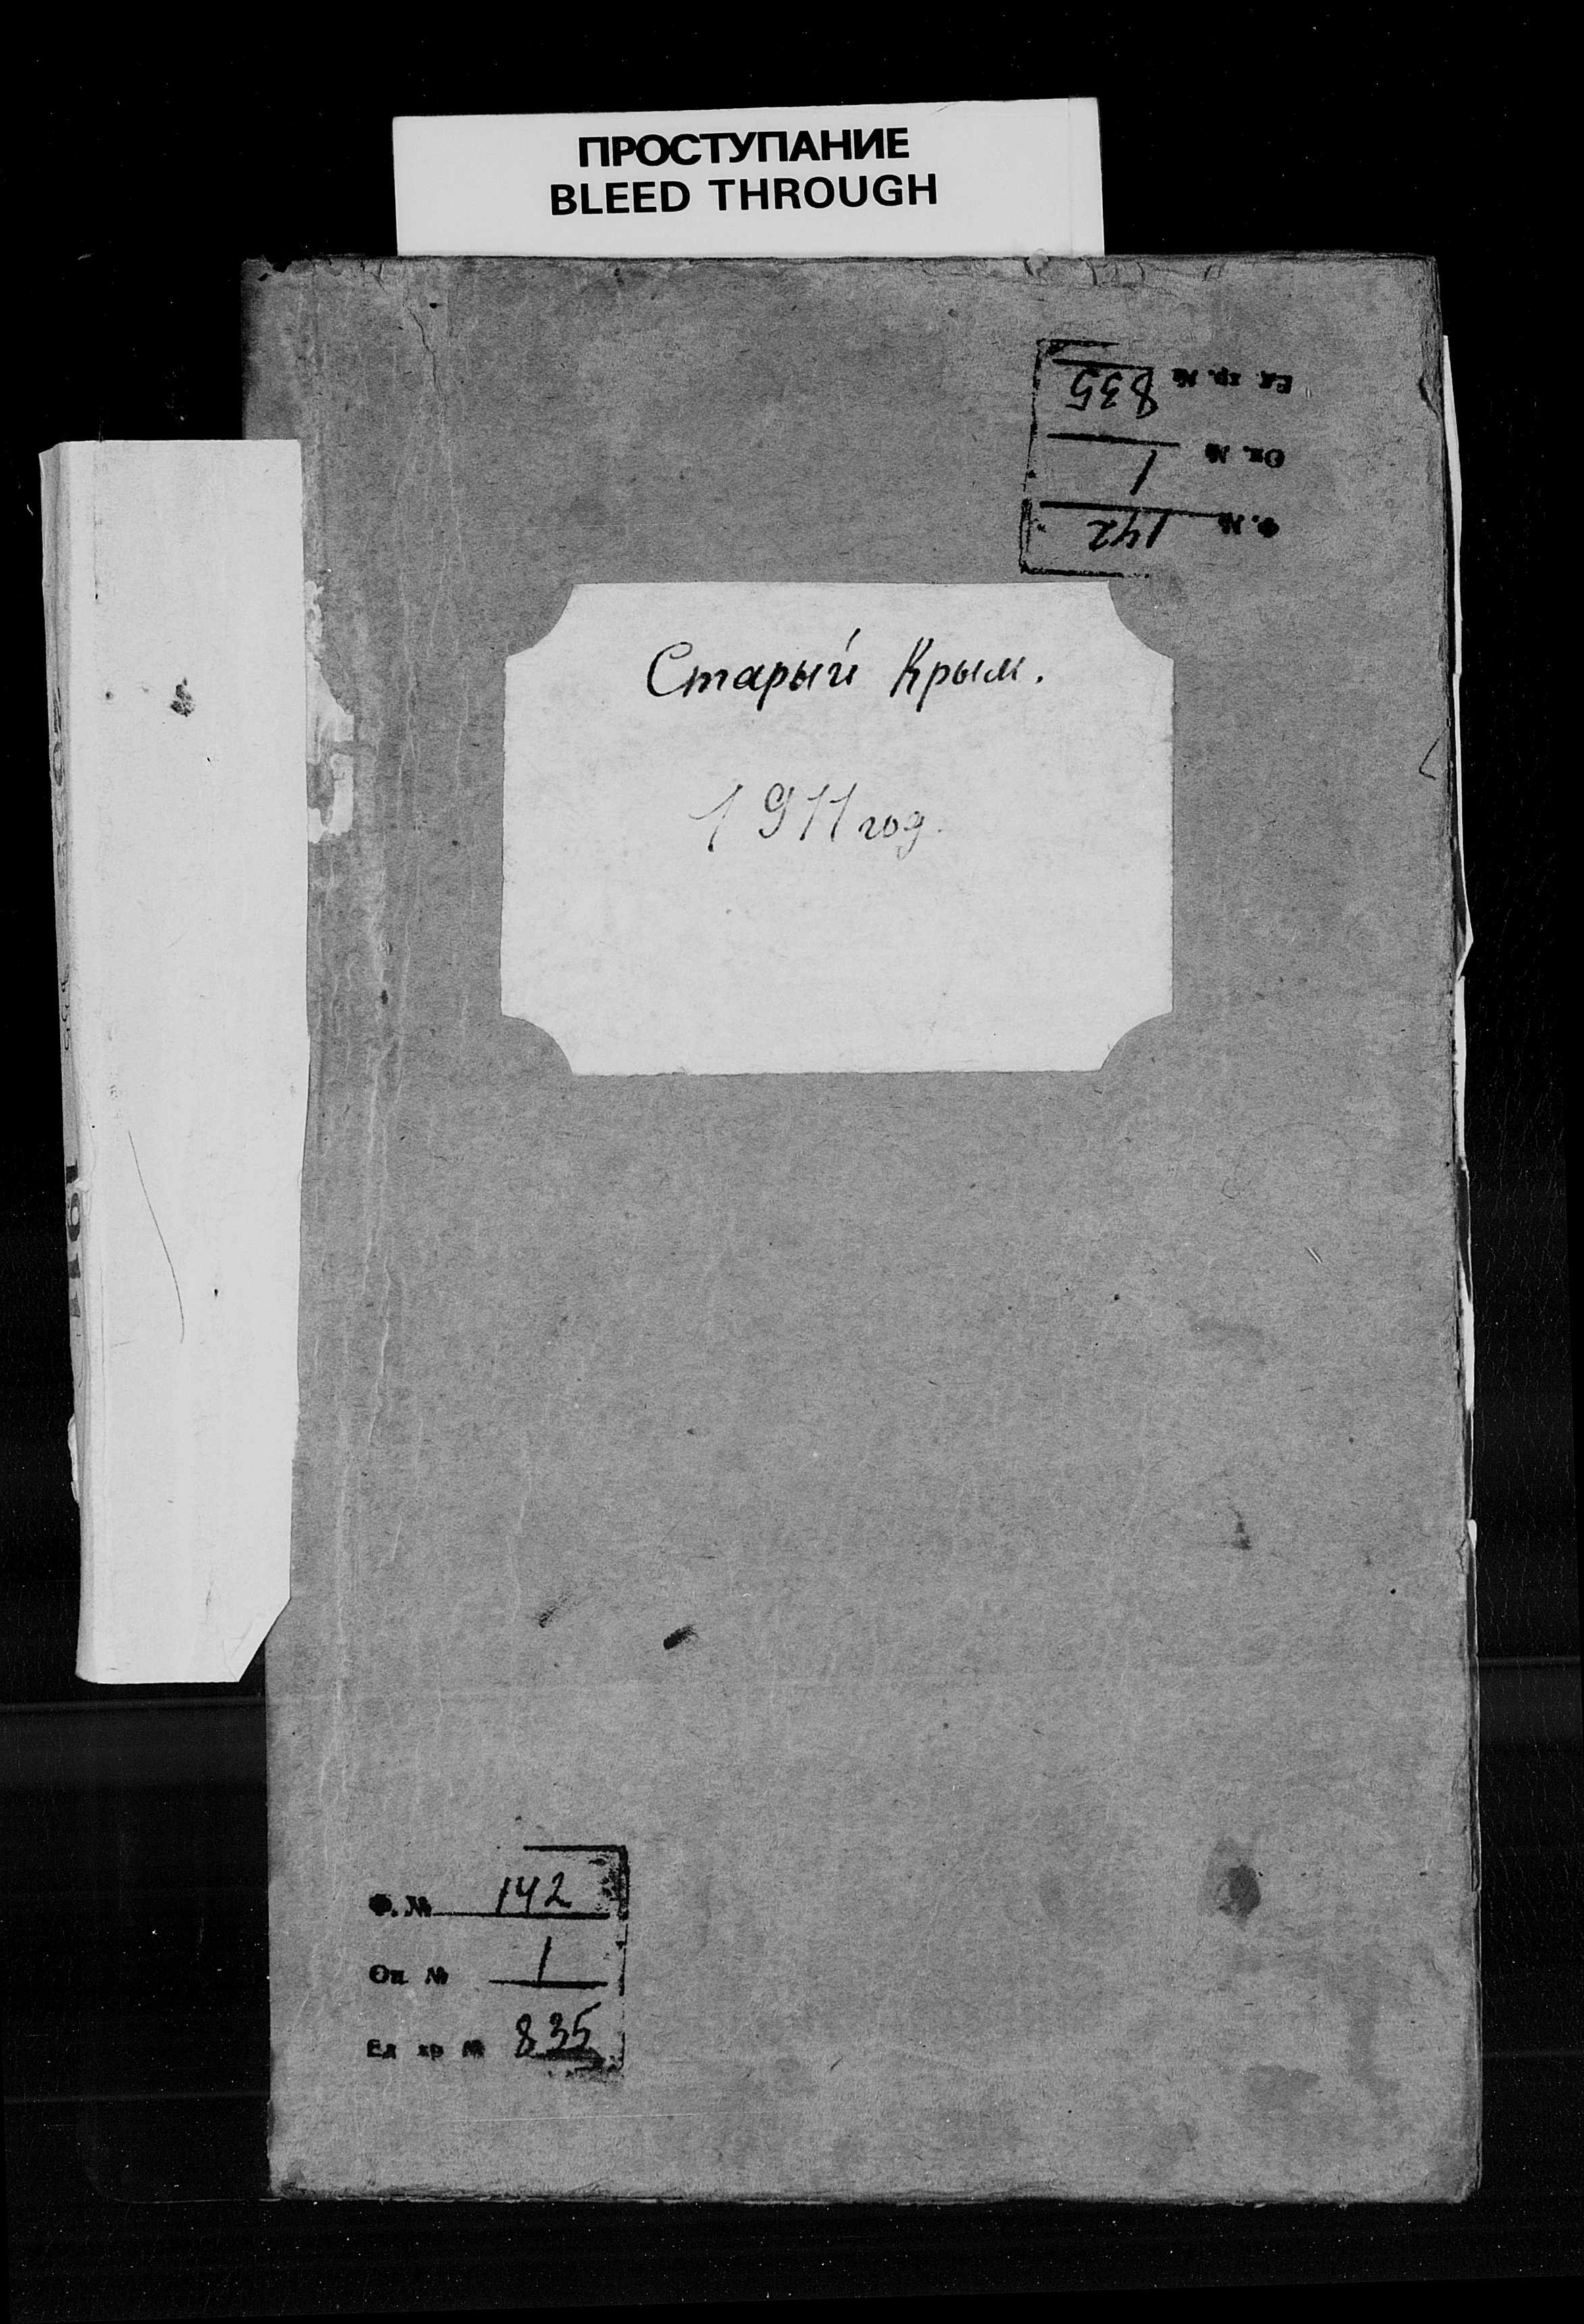 ПРОСТУПАНИЕ
BLEED THROUGH
Ед. хр. № 835
Оп. № 1
Ф. № 142
Старый Крым.
1911 год.
1911
Ф. № 142
Оп № 1
Ед хр № 835